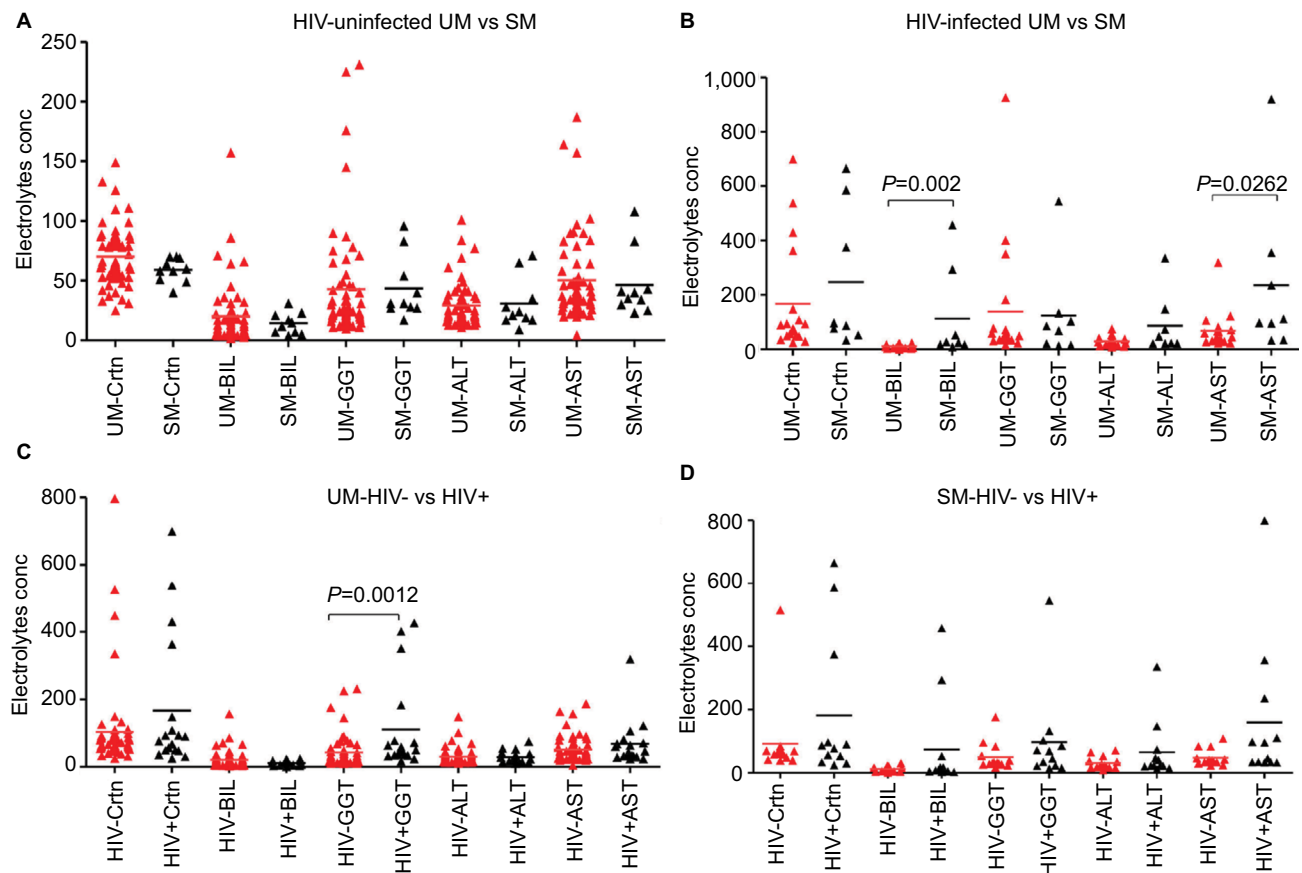 A
HIV-uninfected UM vs SM
Electrolytes conc
250
200
150
100
50
0
UM-Crtn
SM-Crtn
UM-BIL
SM-BIL
UM-GGT
SM-GGT
UM-ALT
SM-ALT
UM-AST
SM-AST
B
HIV-infected UM vs SM
Electrolytes conc
1,000
800
600
400
200
0
P=0.002
P=0.0262
UM-Crtn
SM-Crtn
UM-BIL
SM-BIL
UM-GGT
SM-GGT
UM-ALT
SM-ALT
UM-AST
SM-AST
C
UM-HIV- vs HIV+
Electrolytes conc
800
600
400
200
0
P=0.0012
HIV-Crtn
HIV+Crtn
HIV-BIL
HIV+BIL
HIV-GGT
HIV+GGT
HIV-ALT
HIV+ALT
HIV-AST
HIV+AST
D
SM-HIV- vs HIV+
Electrolytes conc
800
600
400
200
0
HIV-Crtn
HIV+Crtn
HIV-BIL
HIV+BIL
HIV-GGT
HIV+GGT
HIV-ALT
HIV+ALT
HIV-AST
HIV+AST